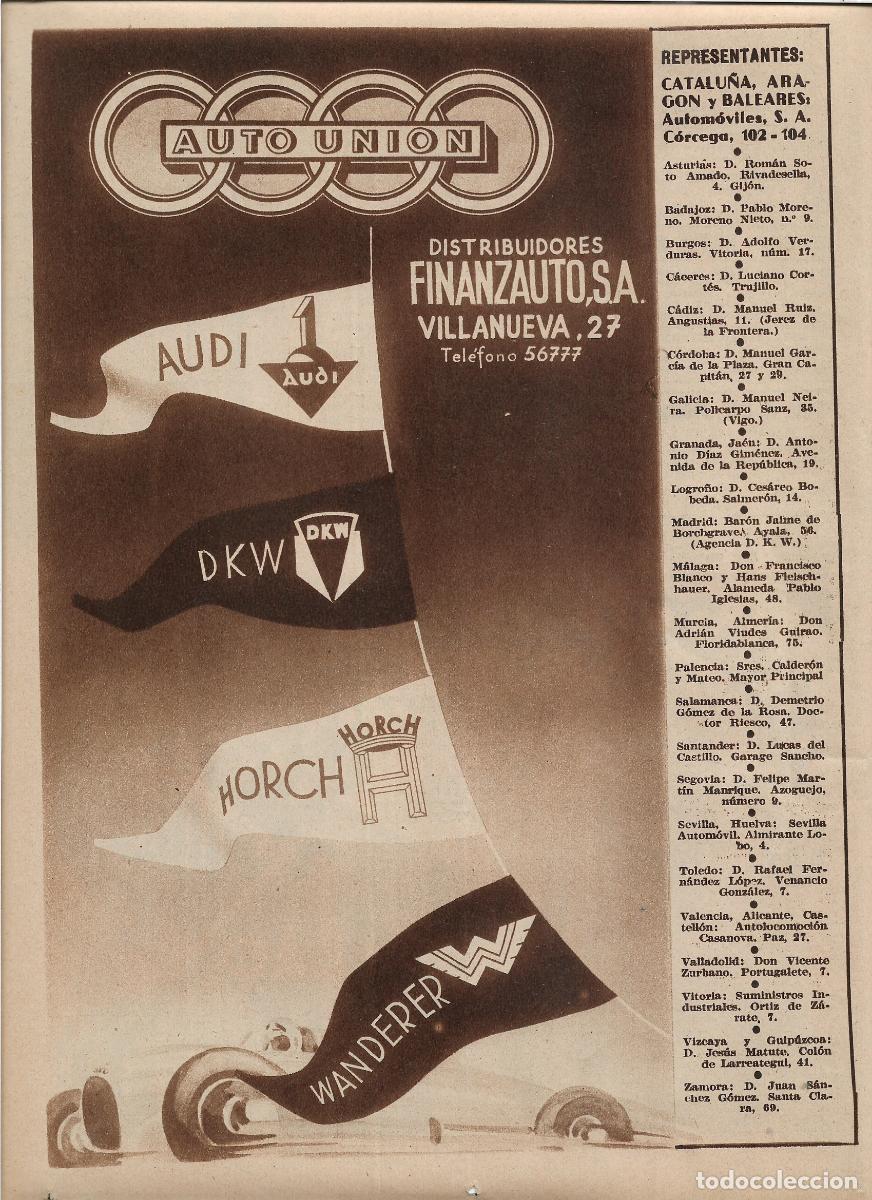 AUTO UNION
DISTRIBUIDORES
FINANZAUTO, S.A.
VILLANUEVA, 27
Teléfono 56777
AUDI
AUDI
DKW
DKW
HORCH
HORCH
WANDERER
W
REPRESENTANTES:
CATALUÑA, ARA-
GON y BALEARES:
Automóviles, S. A.
Córcega, 102 - 104
Asturias: D. Román So-
to Amado. Rivadesella,
4. Gijón.
Badajoz: D. Pablo More-
no. Moreno Nieto, n.º 9.
Burgos: D. Adolfo Ver-
duras. Vitoria, núm. 17.
Cáceres: D. Luciano Cor-
tés. Trujillo.
Cádiz: D. Manuel Ruiz.
Angustias, 11. (Jerez de
la Frontera.)
Córdoba: D. Manuel Gar-
cía de la Plaza. Gran Ca-
pitán, 27 y 29.
Galicia: D. Manuel Nei-
ra. Policarpo Sanz, 35.
(Vigo.)
Granada, Jaén: D. Anto-
nio Díaz Giménez. Ave-
nida de la República, 19.
Logroño: D. Cesáreo Bo-
beda. Salmerón, 14.
Madrid: Barón Jaime de
Borchgrave. Ayala, 56.
(Agencia D. K. W.)
Málaga: Don Francisco
Blanco y Hans Fleisch-
hauer. Alameda Pablo
Iglesias, 48.
Murcia, Almería: Don
Adrián Viudes Guirao.
Floridablanca, 75.
Palencia: Sres. Calderón
y Mateo. Mayor Principal
Salamanca: D. Demetrio
Gómez de la Rosa. Doc-
tor Riesco, 47.
Santander: D. Lucas del
Castillo. Garage Sancho.
Segovia: D. Felipe Mar-
tín Manrique. Azoguejo,
número 9.
Sevilla, Huelva: Sevilla
Automóvil. Almirante Lo-
bo, 4.
Toledo: D. Rafael Fer-
nández López. Venancio
González, 7.
Valencia, Alicante, Cas-
tellón: Autolocomoción
Casanova. Paz, 27.
Valladolid: Don Vicente
Zurbano. Portugalete, 7.
Vitoria: Suministros In-
dustriales. Ortiz de Zá-
rate, 7.
Vizcaya y Guipúzcoa:
D. Jesús Matute. Colón
de Larreategui, 41.
Zamora: D. Juan Sán-
chez Gómez. Santa Cla-
ra, 69.
todocoleccion